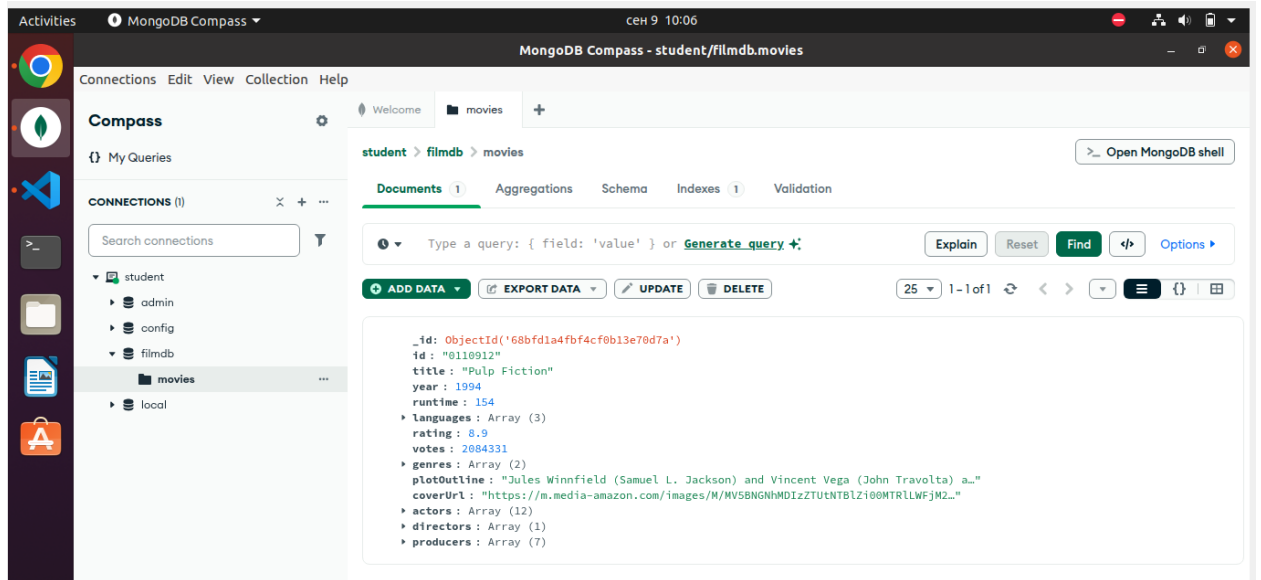 Activities MongoDB Compass сен 9 10:06
MongoDB Compass - student/filmdb.movies
Connections Edit View Collection Help
Compass
{} My Queries
CONNECTIONS (1)
Search connections
student
admin
config
filmdb
movies
local
Welcome movies
student > filmdb > movies
>_ Open MongoDB shell
Documents 1 Aggregations Schema Indexes 1 Validation
Type a query: { field: 'value' } or Generate query
Explain Reset Find </> Options
ADD DATA EXPORT DATA UPDATE DELETE
25 1-1 of 1 {}
_id: ObjectId('68bfd1a4fbf4cf0b13e70d7a')
id : "0110912"
title : "Pulp Fiction"
year : 1994
runtime : 154
languages : Array (3)
rating : 8.9
votes : 2084331
genres : Array (2)
plotOutline : "Jules Winnfield (Samuel L. Jackson) and Vincent Vega (John Travolta) a…"
coverUrl : "https://m.media-amazon.com/images/M/MV5BNGNhMDIzZTUtNTBlZi00MTRlLWFjM2…"
actors : Array (12)
directors : Array (1)
producers : Array (7)